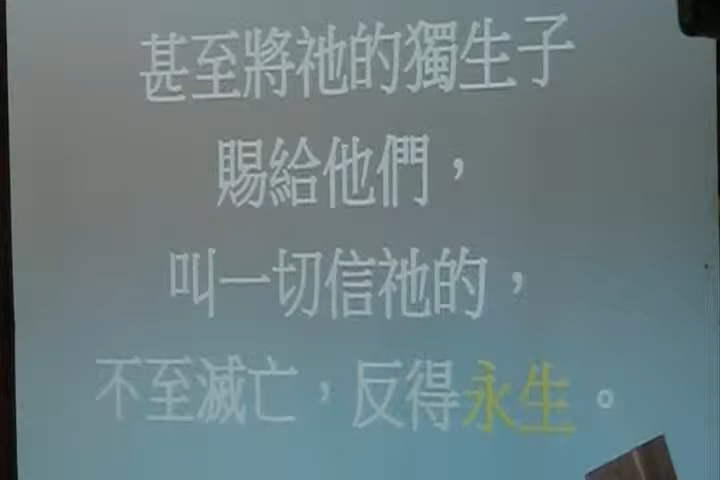 甚至將祂的獨生子
賜給他們，
叫一切信祂的，
不至滅亡，反得永生。